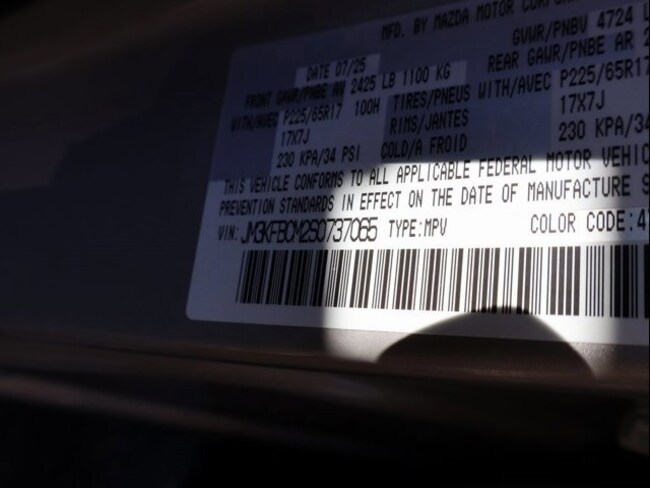 MFD. BY MAZDA MOTOR CORPOR
DATE 07/25 GVWR/PNBV 4724 L
FRONT GAWR/PNBE AV 2425 LB 1100 KG REAR GAWR/PNBE AR 2
WITH/AVEC P225/65R17 100H TIRES/PNEUS WITH/AVEC P225/65R17
17X7J RIMS/JANTES 17X7J
230 KPA/34 PSI COLD/A FROID 230 KPA/34
THIS VEHICLE CONFORMS TO ALL APPLICABLE FEDERAL MOTOR VEHIC
PREVENTION STANDARDS IN EFFECT ON THE DATE OF MANUFACTURE S
VIN: JM3KFBCM2S0737065 TYPE:MPV COLOR CODE:4